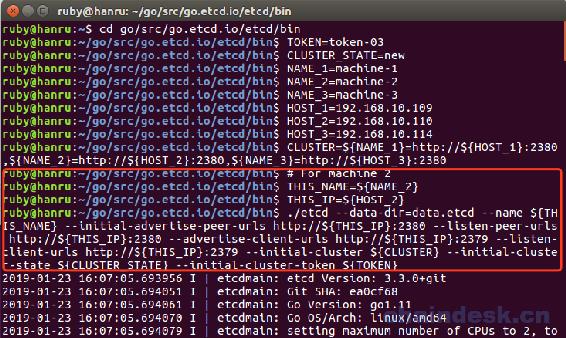 ruby@hanru: ~/go/src/go.etcd.io/etcd/bin
ruby@hanru:~$ cd go/src/go.etcd.io/etcd/bin
ruby@hanru:~/go/src/go.etcd.io/etcd/bin$ TOKEN=token-03
ruby@hanru:~/go/src/go.etcd.io/etcd/bin$ CLUSTER_STATE=new
ruby@hanru:~/go/src/go.etcd.io/etcd/bin$ NAME_1=machine-1
ruby@hanru:~/go/src/go.etcd.io/etcd/bin$ NAME_2=machine-2
ruby@hanru:~/go/src/go.etcd.io/etcd/bin$ NAME_3=machine-3
ruby@hanru:~/go/src/go.etcd.io/etcd/bin$ HOST_1=192.168.10.109
ruby@hanru:~/go/src/go.etcd.io/etcd/bin$ HOST_2=192.168.10.110
ruby@hanru:~/go/src/go.etcd.io/etcd/bin$ HOST_3=192.168.10.114
ruby@hanru:~/go/src/go.etcd.io/etcd/bin$ CLUSTER=${NAME_1}=http://${HOST_1}:2380
,${NAME_2}=http://${HOST_2}:2380,${NAME_3}=http://${HOST_3}:2380
ruby@hanru:~/go/src/go.etcd.io/etcd/bin$ # For machine 2
ruby@hanru:~/go/src/go.etcd.io/etcd/bin$ THIS_NAME=${NAME_2}
ruby@hanru:~/go/src/go.etcd.io/etcd/bin$ THIS_IP=${HOST_2}
ruby@hanru:~/go/src/go.etcd.io/etcd/bin$ ./etcd --data-dir=data.etcd --name ${TH
IS_NAME} --initial-advertise-peer-urls http://${THIS_IP}:2380 --listen-peer-urls
http://${THIS_IP}:2380 --advertise-client-urls http://${THIS_IP}:2379 --listen-
client-urls http://${THIS_IP}:2379 --initial-cluster ${CLUSTER} --initial-cluste
r-state ${CLUSTER_STATE} --initial-cluster-token ${TOKEN}
2019-01-23 16:07:05.693956 I | etcdmain: etcd Version: 3.3.0+git
2019-01-23 16:07:05.694051 I | etcdmain: Git SHA: ea0cf68
2019-01-23 16:07:05.694061 I | etcdmain: Go Version: go1.11
2019-01-23 16:07:05.694070 I | etcdmain: Go OS/Arch: linux/amd64
2019-01-23 16:07:05.694079 I | etcdmain: setting maximum number of CPUs to 2, to
chaindesk.cn